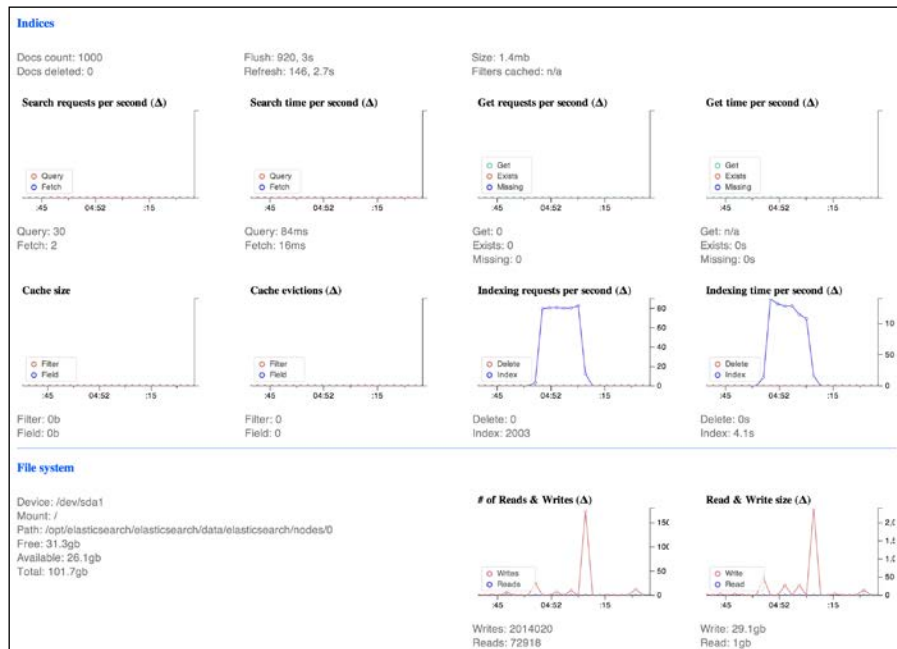 Indices
Docs count: 1000
Docs deleted: 0
Flush: 920, 3s
Refresh: 146, 2.7s
Size: 1.4mb
Filters cached: n/a
Search requests per second (Δ)
Query
Fetch
:45 04:52 :15
Query: 30
Fetch: 2
Search time per second (Δ)
Query
Fetch
:45 04:52 :15
Query: 84ms
Fetch: 16ms
Get requests per second (Δ)
Get
Exists
Missing
:45 04:52 :15
Get: 0
Exists: 0
Missing: 0
Get time per second (Δ)
Get
Exists
Missing
:45 04:52 :15
Get: n/a
Exists: 0s
Missing: 0s
Cache size
Filter
Field
:45 04:52 :15
Filter: 0b
Field: 0b
Cache evictions (Δ)
Filter
Field
:45 04:52 :15
Filter: 0
Field: 0
Indexing requests per second (Δ)
80
60
40
20
0
Delete
Index
:45 04:52 :15
Delete: 0
Index: 2003
Indexing time per second (Δ)
10
50
0
Delete
Index
:45 04:52 :15
Delete: 0s
Index: 4.1s
File system
Device: /dev/sda1
Mount: /
Path: /opt/elasticsearch/elasticsearch/data/elasticsearch/nodes/0
Free: 31.3gb
Available: 26.1gb
Total: 101.7gb
# of Reads & Writes (Δ)
150
100
50
0
Writes
Reads
:45 04:52 :15
Writes: 2014020
Reads: 72918
Read & Write size (Δ)
50
0
Write
Read
:45 04:52 :15
Write: 29.1gb
Read: 1gb